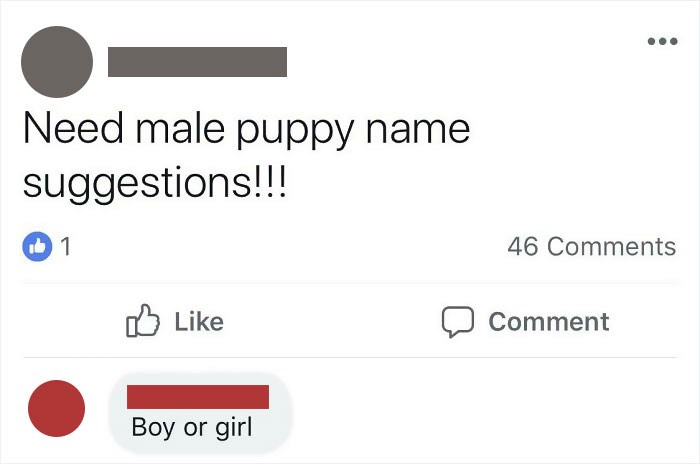 Need male puppy name
suggestions!!!
1
46 Comments
Like
Comment
Boy or girl